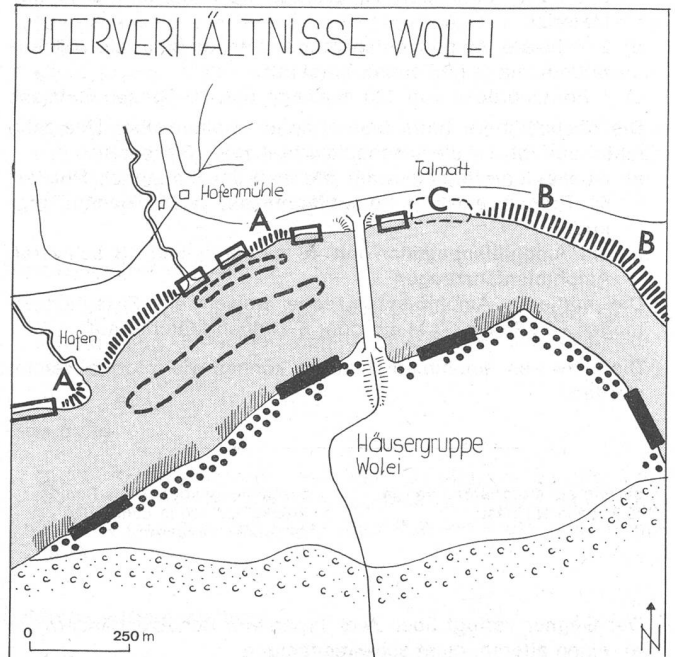 UFERVERHÄLTNISSE WOLEI
Hofenmühle
Talmatt
A
C
B
B
Hofen
A
Häusergruppe
Wolei
0 250 m
N